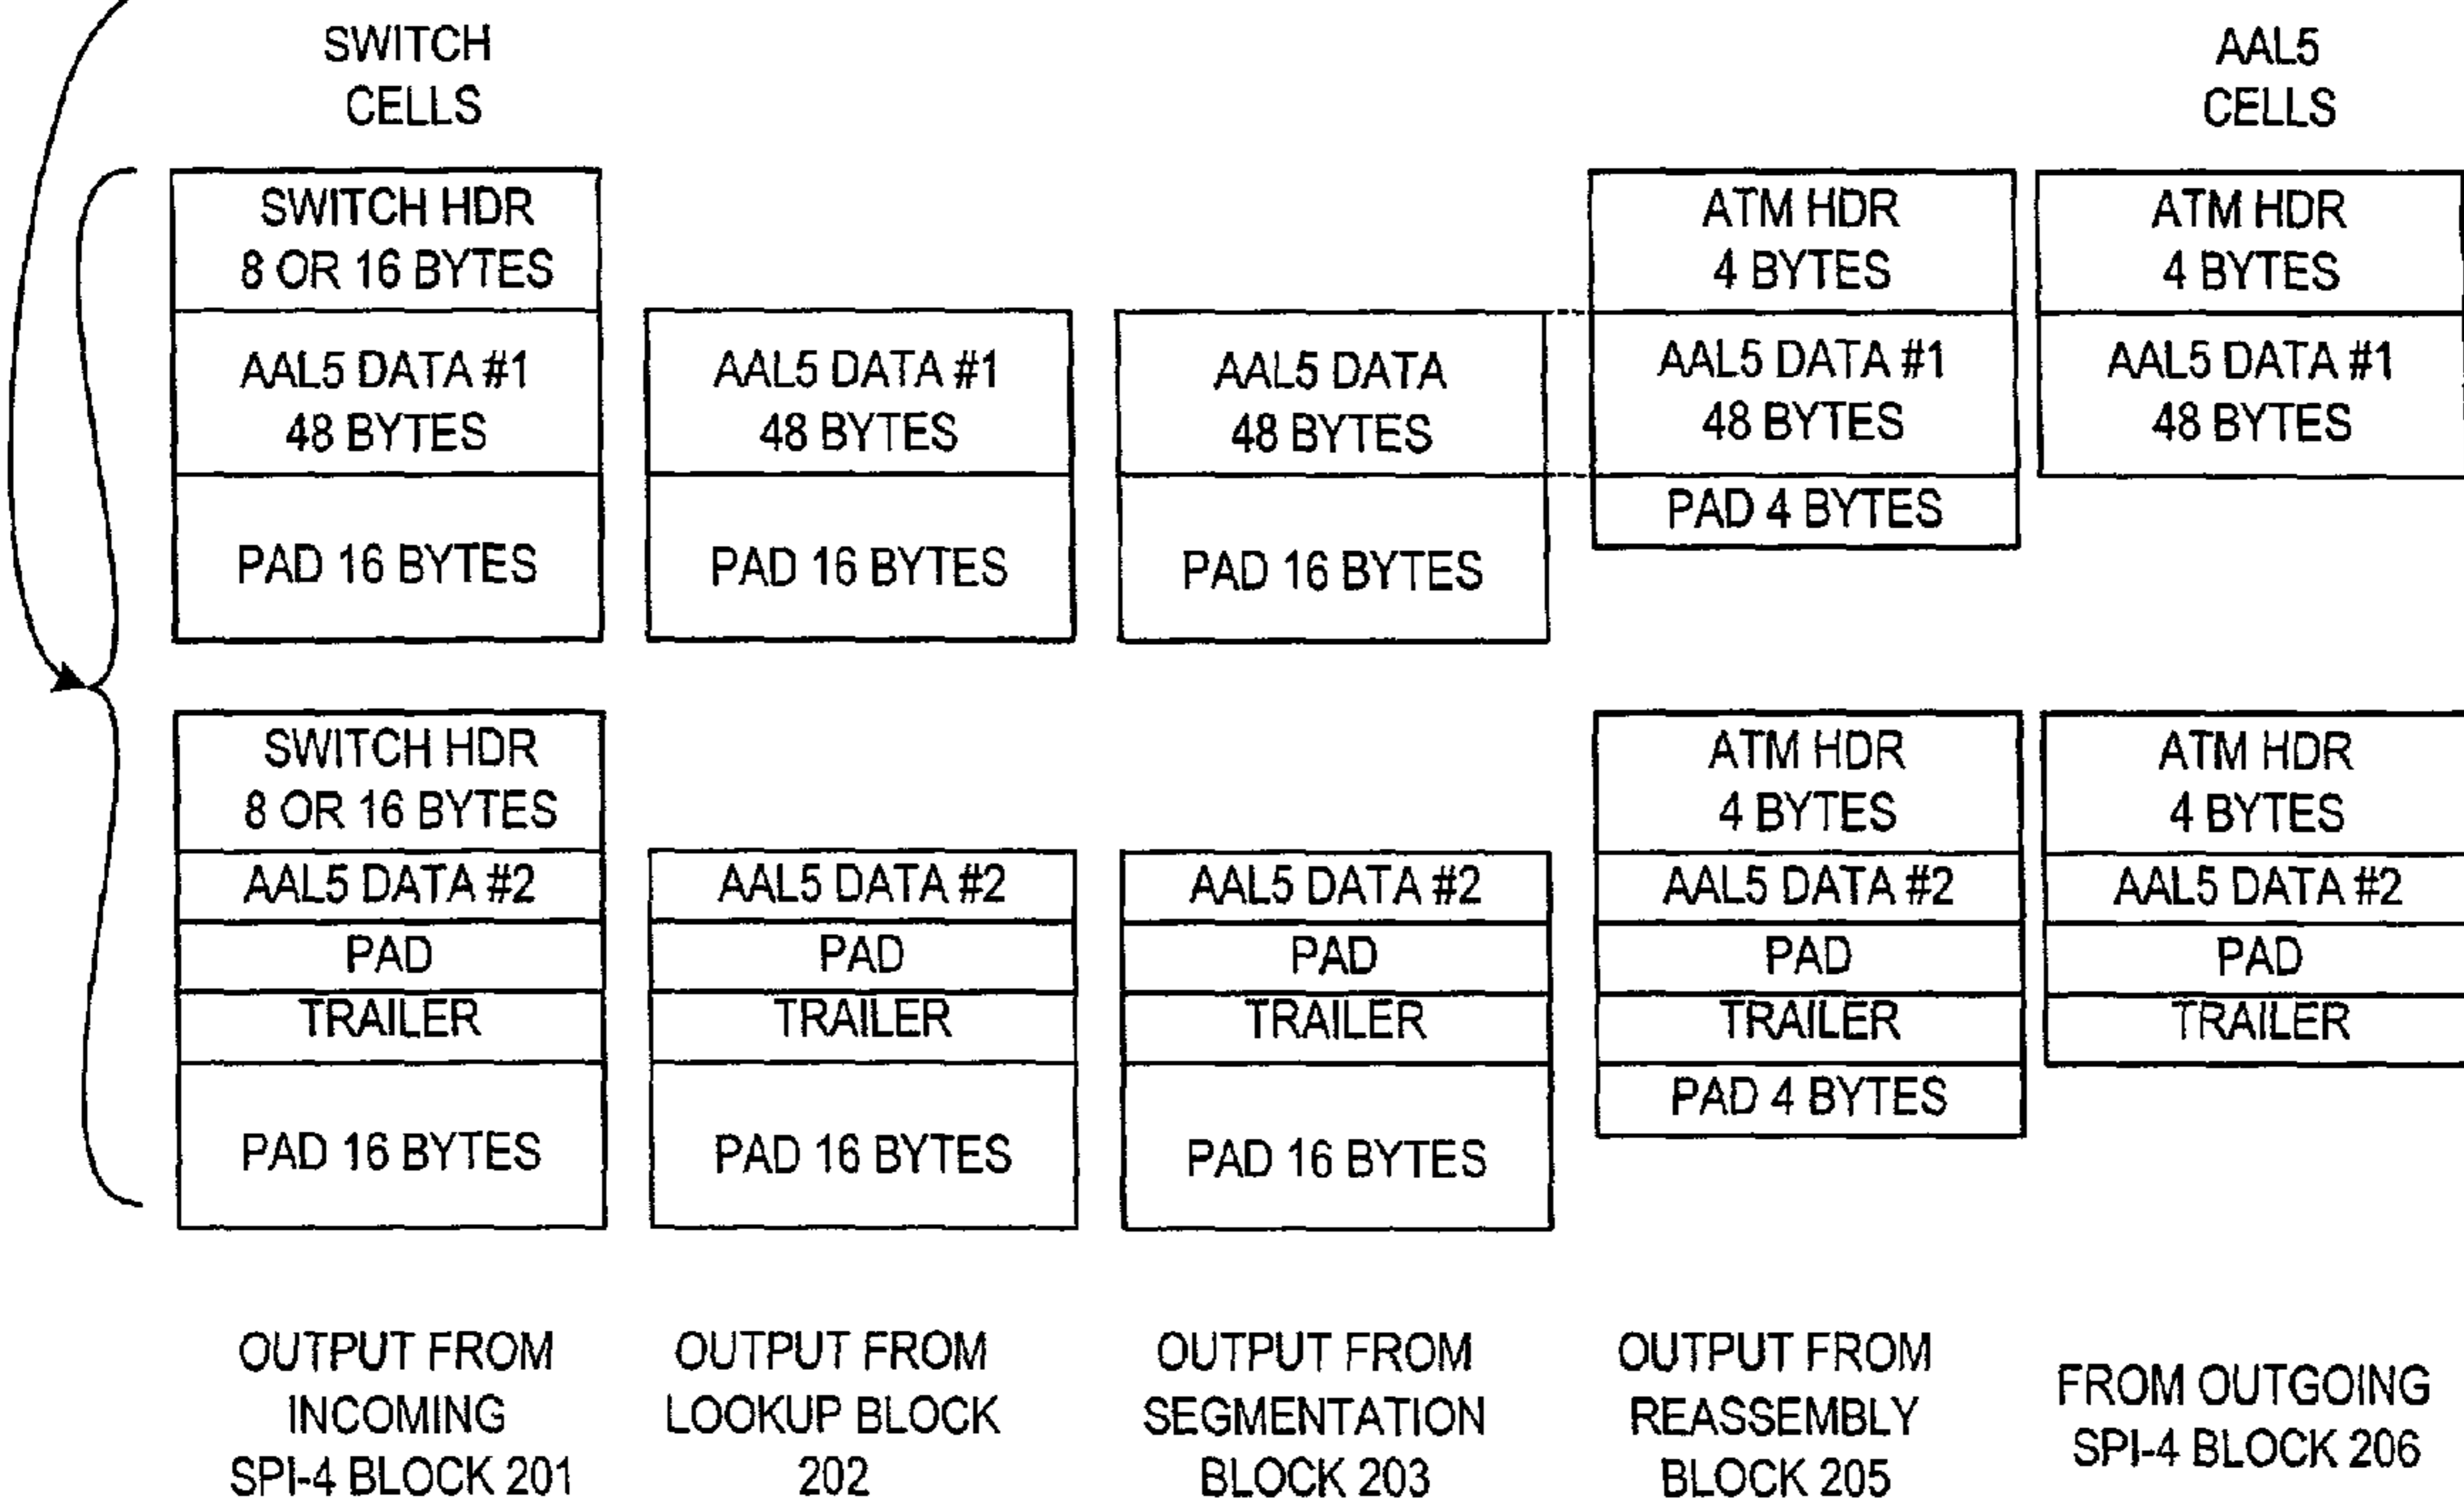 SWITCH
CELLS
AAL5
CELLS
SWITCH HDR
8 OR 16 BYTES
AAL5 DATA #1
48 BYTES
PAD 16 BYTES
AAL5 DATA #1
48 BYTES
PAD 16 BYTES
AAL5 DATA
48 BYTES
PAD 16 BYTES
ATM HDR
4 BYTES
AAL5 DATA #1
48 BYTES
PAD 4 BYTES
ATM HDR
4 BYTES
AAL5 DATA #1
48 BYTES
SWITCH HDR
8 OR 16 BYTES
AAL5 DATA #2
PAD
TRAILER
PAD 16 BYTES
AAL5 DATA #2
PAD
TRAILER
PAD 16 BYTES
AAL5 DATA #2
PAD
TRAILER
PAD 16 BYTES
ATM HDR
4 BYTES
AAL5 DATA #2
PAD
TRAILER
PAD 4 BYTES
ATM HDR
4 BYTES
AAL5 DATA #2
PAD
TRAILER
OUTPUT FROM
INCOMING
SPI-4 BLOCK 201
OUTPUT FROM
LOOKUP BLOCK
202
OUTPUT FROM
SEGMENTATION
BLOCK 203
OUTPUT FROM
REASSEMBLY
BLOCK 205
FROM OUTGOING
SPI-4 BLOCK 206